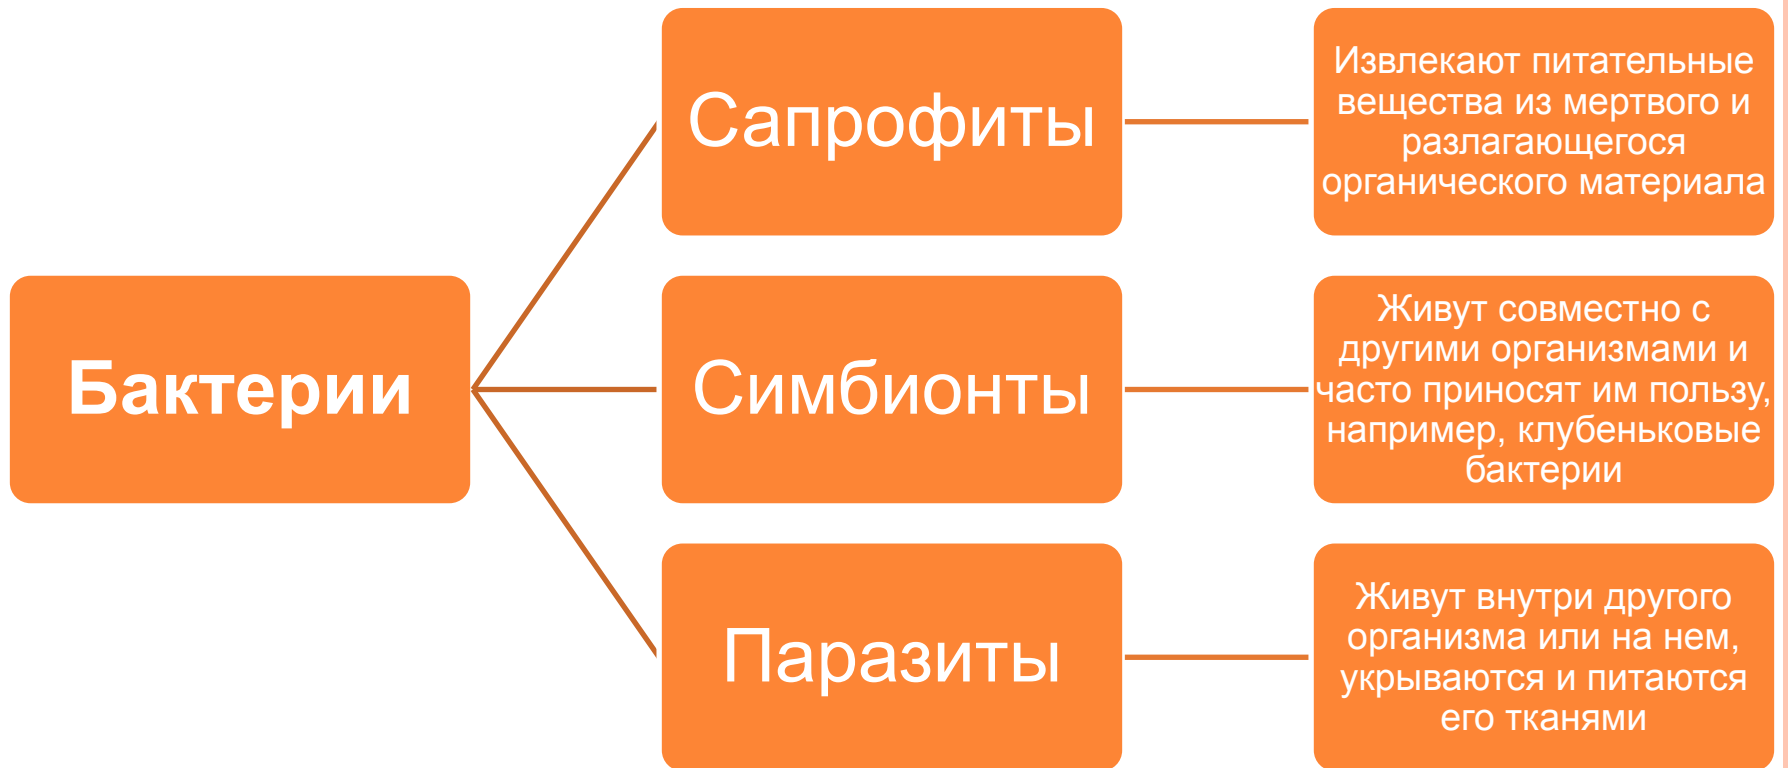 Бактерии
Сапрофиты
Извлекают питательные
вещества из мертвого и
разлагающегося
органического материала
Симбионты
Живут совместно с
другими организмами и
часто приносят им пользу,
например, клубеньковые
бактерии
Паразиты
Живут внутри другого
организма или на нем,
укрываются и питаются
его тканями